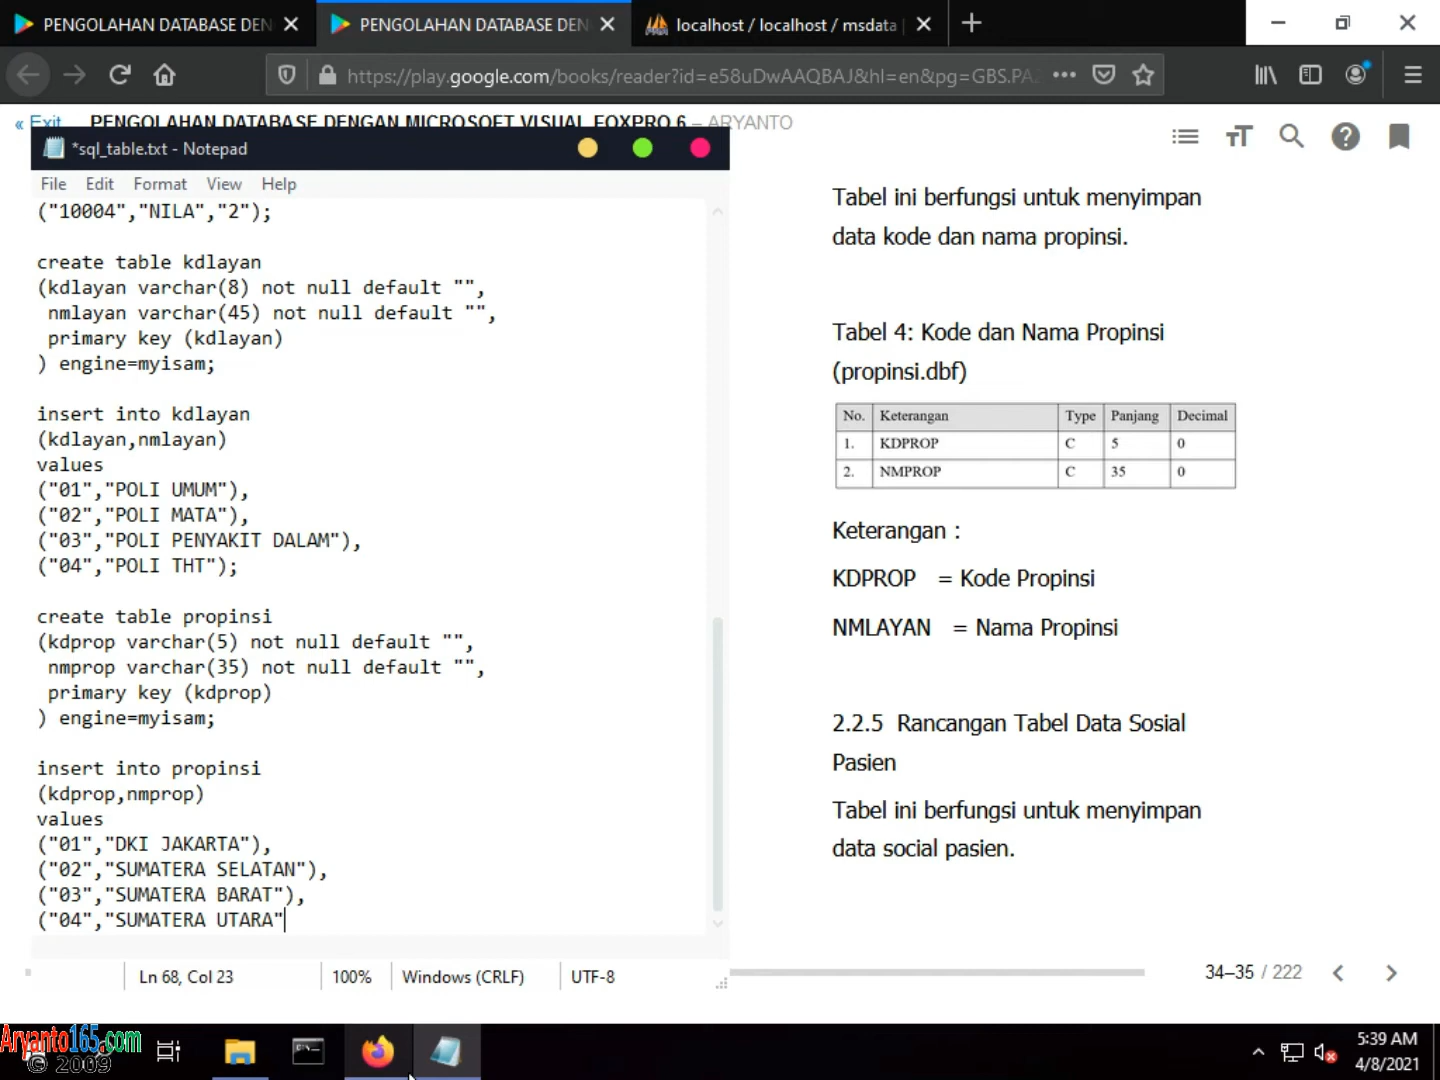 PENGOLAHAN DATABASE DEN
PENGOLAHAN DATABASE DEN
localhost / localhost / msdata |
https://play.google.com/books/reader?id=e58uDwAAQBAJ&hl=en&pg=GBS.PA
« Exit PENGOLAHAN DATABASE DENGAN MICROSOFT VISUAL FOXPRO 6 – ARYANTO
*sql_table.txt - Notepad
File Edit Format View Help
("10004","NILA","2");
create table kdlayan
(kdlayan varchar(8) not null default "",
nmlayan varchar(45) not null default "",
primary key (kdlayan)
) engine=myisam;
insert into kdlayan
(kdlayan,nmlayan)
values
("01","POLI UMUM"),
("02","POLI MATA"),
("03","POLI PENYAKIT DALAM"),
("04","POLI THT");
create table propinsi
(kdprop varchar(5) not null default "",
nmprop varchar(35) not null default "",
primary key (kdprop)
) engine=myisam;
insert into propinsi
(kdprop,nmprop)
values
("01","DKI JAKARTA"),
("02","SUMATERA SELATAN"),
("03","SUMATERA BARAT"),
("04","SUMATERA UTARA"
Ln 68, Col 23 100% Windows (CRLF) UTF-8
Tabel ini berfungsi untuk menyimpan
data kode dan nama propinsi.
Tabel 4: Kode dan Nama Propinsi
(propinsi.dbf)
No. Keterangan Type Panjang Decimal
1. KDPROP C 5 0
2. NMPROP C 35 0
Keterangan :
KDPROP = Kode Propinsi
NMLAYAN = Nama Propinsi
2.2.5 Rancangan Tabel Data Sosial
Pasien
Tabel ini berfungsi untuk menyimpan
data social pasien.
34–35 / 222
Aryanto165.com
© 2009
5:39 AM
4/8/2021